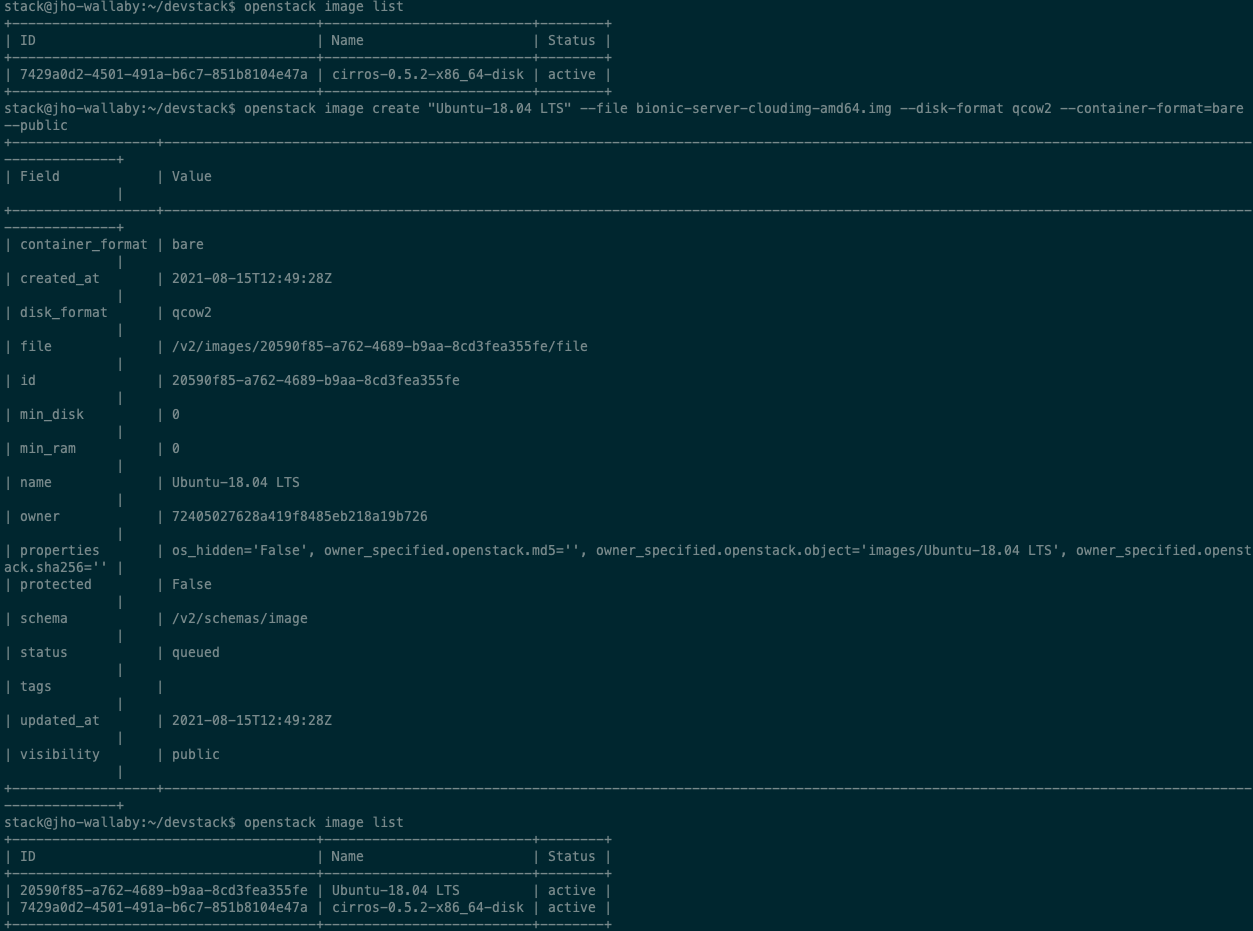 stack@jho-wallaby:~/devstack$ openstack image list
+--------------------------------------+--------------------------+--------+
| ID                                   | Name                     | Status |
+--------------------------------------+--------------------------+--------+
| 7429a0d2-4501-491a-b6c7-851b8104e47a | cirros-0.5.2-x86_64-disk | active |
+--------------------------------------+--------------------------+--------+
stack@jho-wallaby:~/devstack$ openstack image create "Ubuntu-18.04 LTS" --file bionic-server-cloudimg-amd64.img --disk-format qcow2 --container-format=bare
--public
+------------------+----------------------------------------------------------------------------------------------------------------------------------------
--------------+
| Field            | Value
              |
+------------------+----------------------------------------------------------------------------------------------------------------------------------------
--------------+
| container_format | bare
              |
| created_at       | 2021-08-15T12:49:28Z
              |
| disk_format      | qcow2
              |
| file             | /v2/images/20590f85-a762-4689-b9aa-8cd3fea355fe/file
              |
| id               | 20590f85-a762-4689-b9aa-8cd3fea355fe
              |
| min_disk         | 0
              |
| min_ram          | 0
              |
| name             | Ubuntu-18.04 LTS
              |
| owner            | 72405027628a419f8485eb218a19b726
              |
| properties       | os_hidden='False', owner_specified.openstack.md5='', owner_specified.openstack.object='images/Ubuntu-18.04 LTS', owner_specified.openst
ack.sha256='' |
| protected        | False
              |
| schema           | /v2/schemas/image
              |
| status           | queued
              |
| tags             |
              |
| updated_at       | 2021-08-15T12:49:28Z
              |
| visibility       | public
              |
+------------------+----------------------------------------------------------------------------------------------------------------------------------------
--------------+
stack@jho-wallaby:~/devstack$ openstack image list
+--------------------------------------+--------------------------+--------+
| ID                                   | Name                     | Status |
+--------------------------------------+--------------------------+--------+
| 20590f85-a762-4689-b9aa-8cd3fea355fe | Ubuntu-18.04 LTS         | active |
| 7429a0d2-4501-491a-b6c7-851b8104e47a | cirros-0.5.2-x86_64-disk | active |
+--------------------------------------+--------------------------+--------+